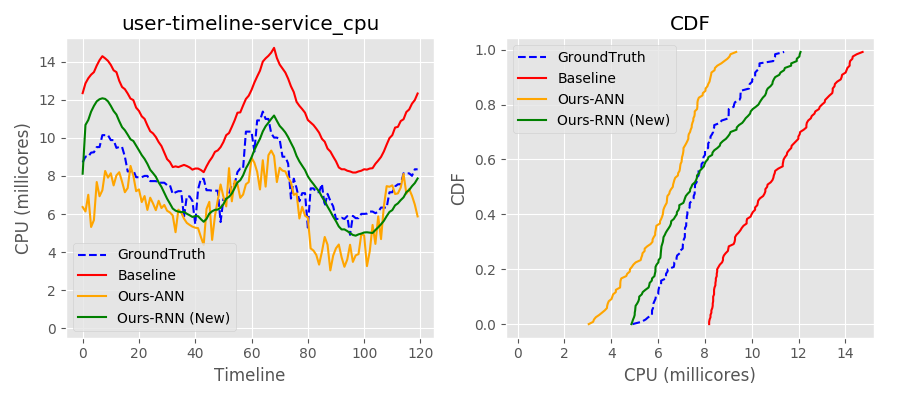 user-timeline-service_cpu
CPU (millicores)
14
12
10
8
6
4
2
0
GroundTruth
Baseline
Ours-ANN
Ours-RNN (New)
0 20 40 60 80 100 120
Timeline
CDF
CDF
1.0
0.8
0.6
0.4
0.2
0.0
GroundTruth
Baseline
Ours-ANN
Ours-RNN (New)
0 2 4 6 8 10 12 14
CPU (millicores)